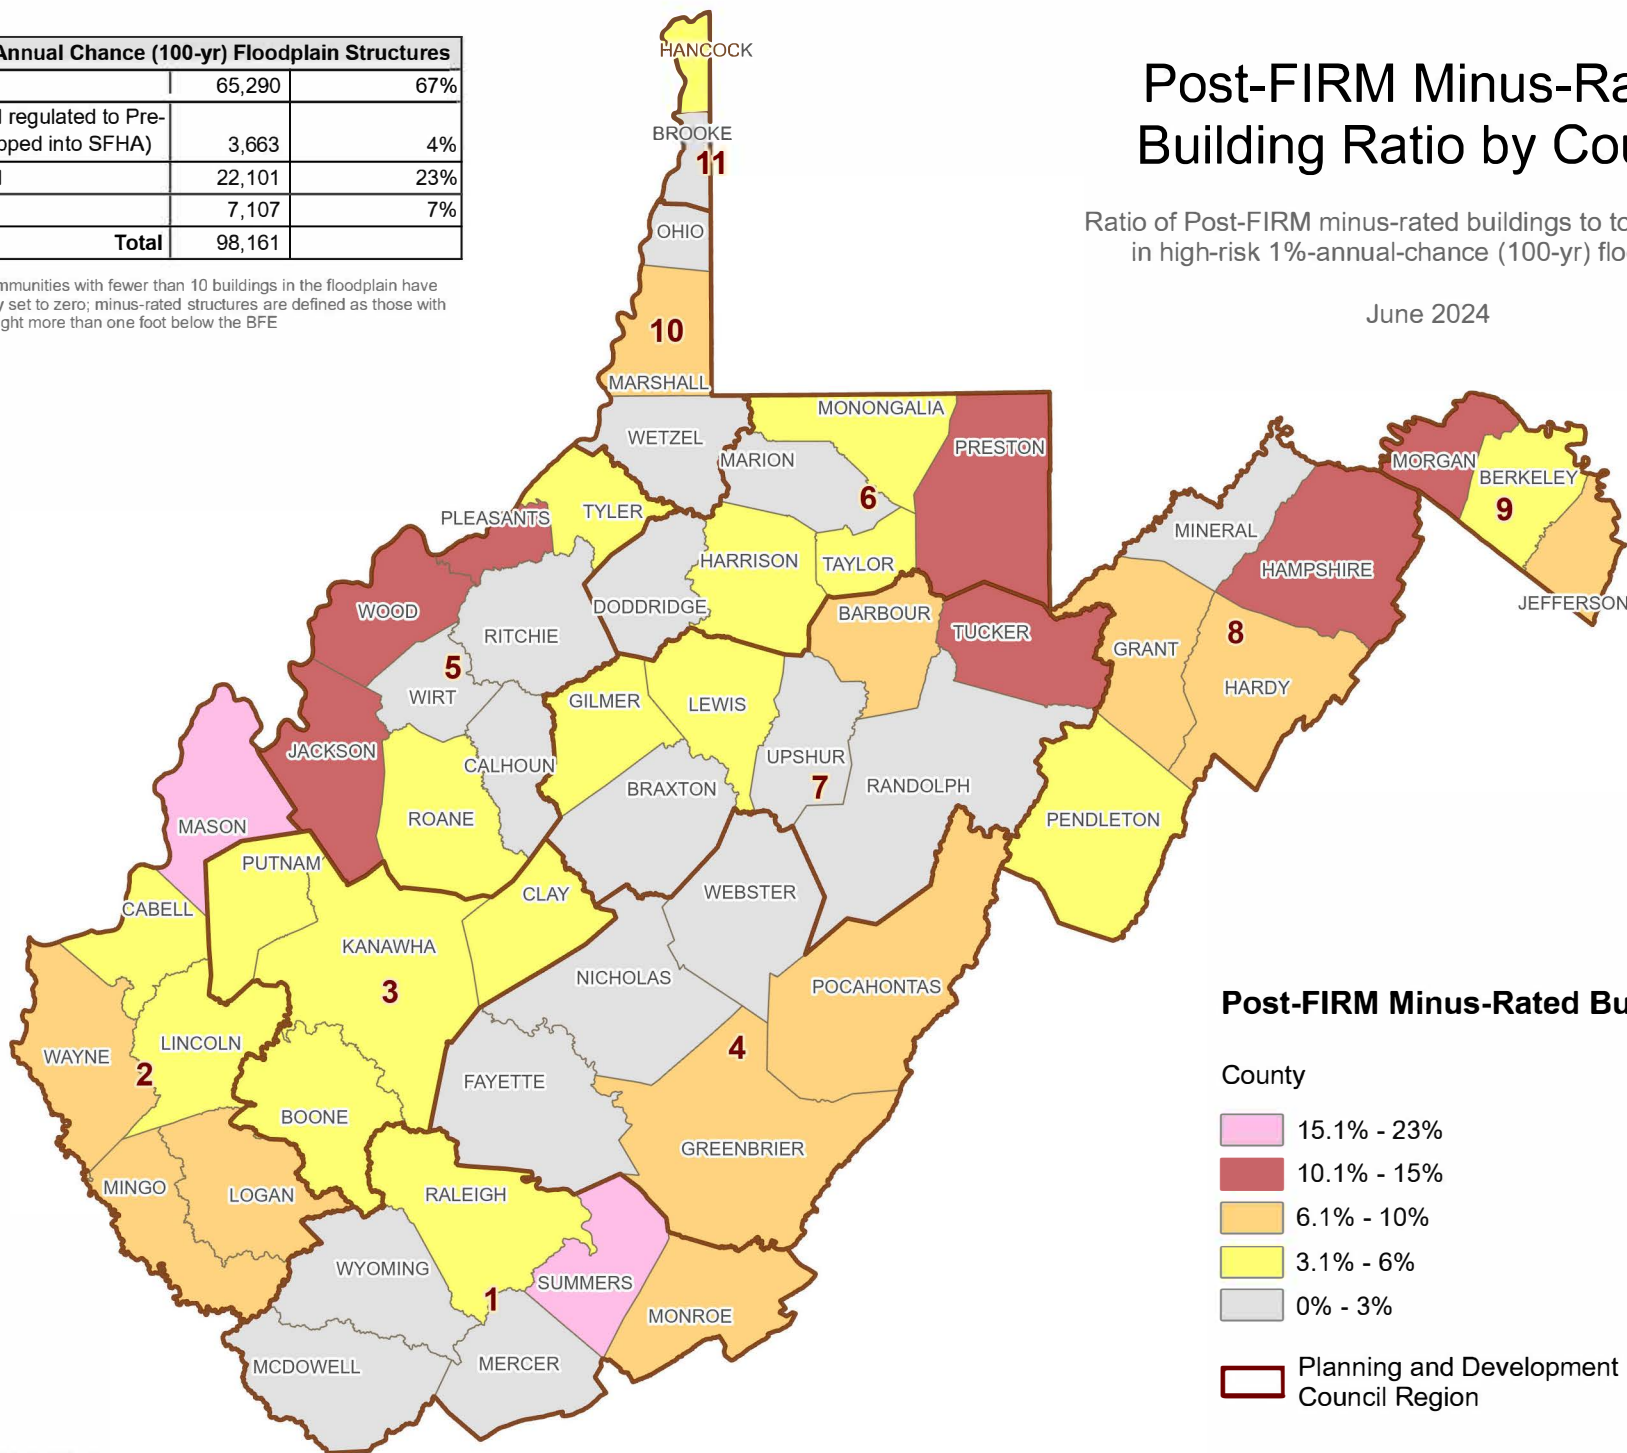 Annual Chance (100-yr) Floodplain Structures
65,290 67%
regulated to Pre-
pped into SFHA) 3,663 4%
22,101 23%
7,107 7%
Total 98,161
mmunities with fewer than 10 buildings in the floodplain have
y set to zero; minus-rated structures are defined as those with
ght more than one foot below the BFE
Post-FIRM Minus-Ra
Building Ratio by Cou
Ratio of Post-FIRM minus-rated buildings to to
in high-risk 1%-annual-chance (100-yr) floo
June 2024
HANCOCK
BROOKE
11
OHIO
10
MARSHALL
WETZEL
MONONGALIA
MARION
PRESTON
6
MORGAN
BERKELEY
9
JEFFERSON
PLEASANTS
TYLER
MINERAL
HAMPSHIRE
HARRISON
TAYLOR
WOOD
DODDRIDGE
BARBOUR
RITCHIE
TUCKER
8
GRANT
HARDY
5
WIRT
GILMER
LEWIS
JACKSON
CALHOUN
UPSHUR
7
BRAXTON
RANDOLPH
MASON
ROANE
PENDLETON
PUTNAM
CLAY
WEBSTER
CABELL
KANAWHA
3
NICHOLAS
POCAHONTAS
WAYNE
LINCOLN
2
4
FAYETTE
BOONE
GREENBRIER
MINGO
LOGAN
RALEIGH
WYOMING
SUMMERS
1
MONROE
MCDOWELL
MERCER
Post-FIRM Minus-Rated Bu
County
15.1% - 23%
10.1% - 15%
6.1% - 10%
3.1% - 6%
0% - 3%
Planning and Development
Council Region